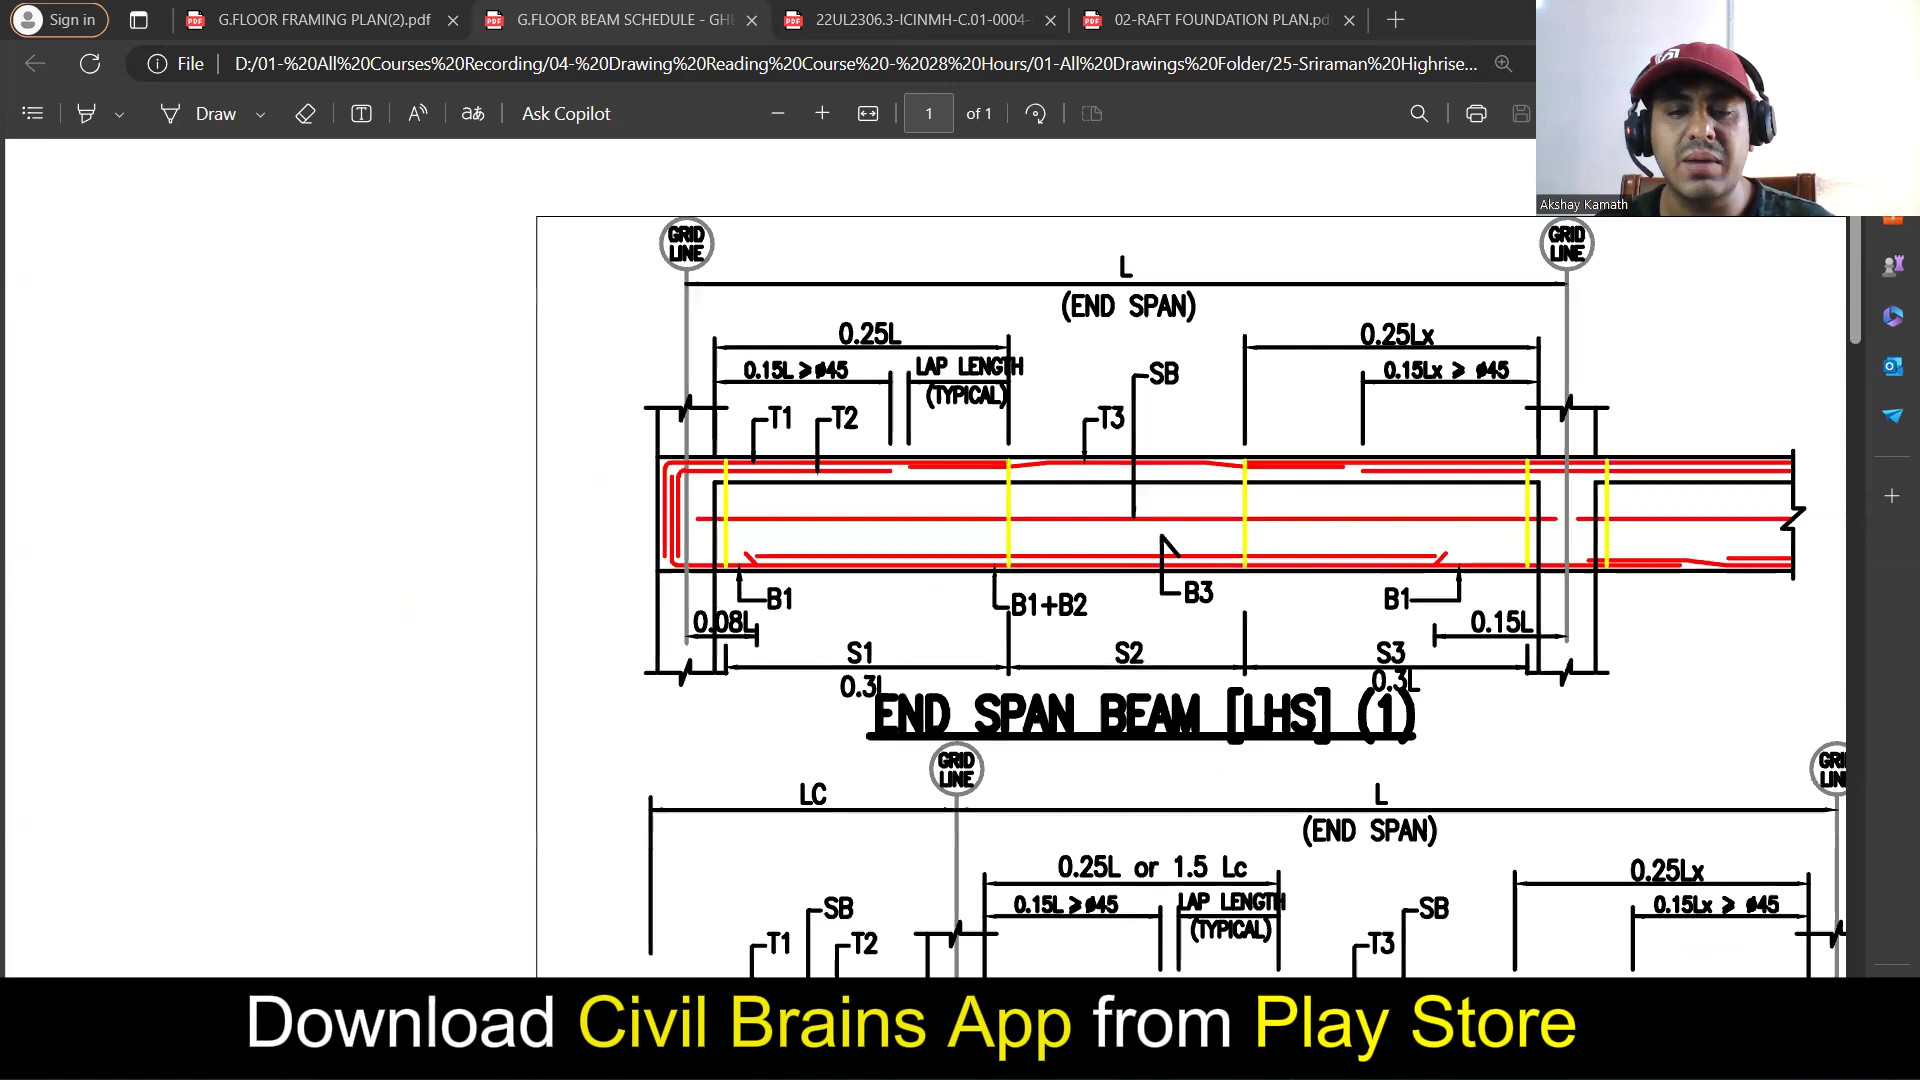 Sign in
G.FLOOR FRAMING PLAN(2).pdf
G.FLOOR BEAM SCHEDULE - GH
22UL2306.3-ICINMH-C.01-0004-
02-RAFT FOUNDATION PLAN.pd
File
D:/01-%20All%20Courses%20Recording/04-%20Drawing%20Reading%20Course%20-%2028%20Hours/01-All%20Drawings%20Folder/25-Sriraman%20Highrise...
Draw
Ask Copilot
1 of 1
Akshay Kamath
GRID LINE
GRID LINE
L
(END SPAN)
0.25L
0.25Lx
0.15L ≥ ø45
LAP LENGTH
(TYPICAL)
SB
0.15Lx ≥ ø45
T1
T2
T3
B1
B1+B2
B3
B1
0.08L
0.15L
S1
S2
S3
0.3L
0.3L
END SPAN BEAM [LHS] (1)
GRID LINE
LC
L
(END SPAN)
0.25L or 1.5 Lc
0.25Lx
0.15L ≥ ø45
LAP LENGTH
(TYPICAL)
0.15Lx ≥ ø45
SB
SB
T1
T2
T3
Download Civil Brains App from Play Store